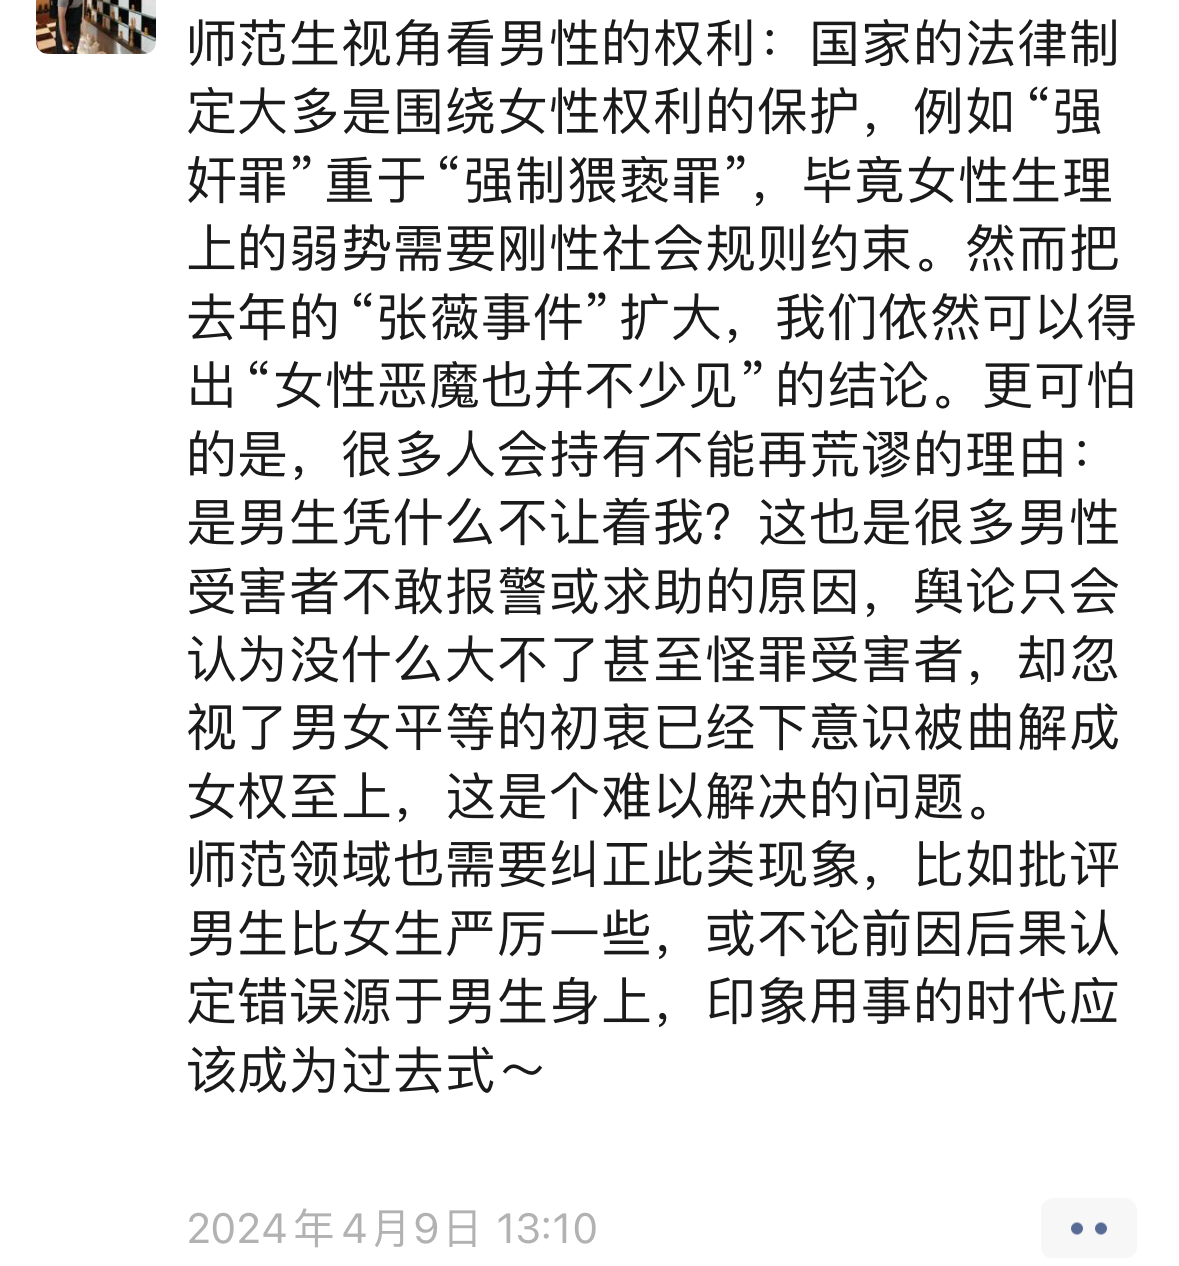 师范生视角看男性的权利：国家的法律制
定大多是围绕女性权利的保护，例如“强
奸罪”重于“强制猥亵罪”，毕竟女性生理
上的弱势需要刚性社会规则约束。然而把
去年的“张薇事件”扩大，我们依然可以得
出“女性恶魔也并不少见”的结论。更可怕
的是，很多人会持有不能再荒谬的理由：
是男生凭什么不让着我？这也是很多男性
受害者不敢报警或求助的原因，舆论只会
认为没什么大不了甚至怪罪受害者，却忽
视了男女平等的初衷已经下意识被曲解成
女权至上，这是个难以解决的问题。
师范领域也需要纠正此类现象，比如批评
男生比女生严厉一些，或不论前因后果认
定错误源于男生身上，印象用事的时代应
该成为过去式～
2024年4月9日 13:10